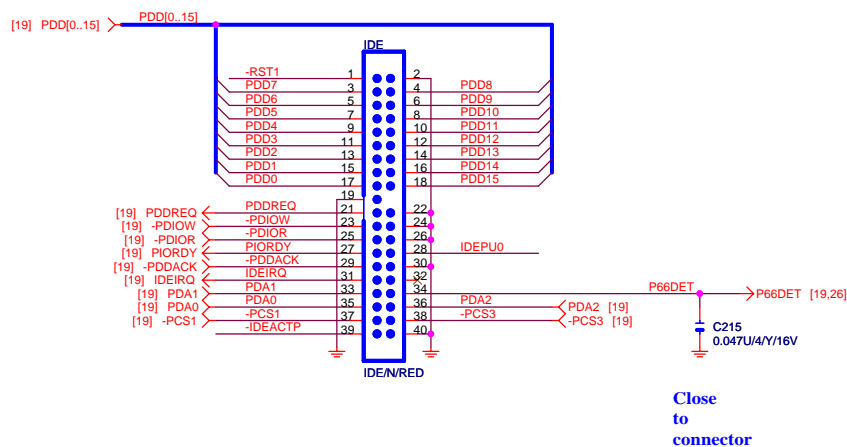 [19] PDD[0..15] PDD[0..15]
IDE
-RST1 1 2
PDD7 3 4 PDD8
PDD6 5 6 PDD9
PDD5 7 8 PDD10
PDD4 9 10 PDD11
PDD3 11 12 PDD12
PDD2 13 14 PDD13
PDD1 15 16 PDD14
PDD0 17 18 PDD15
19
[19] PDDREQ PDDREQ 21 22
[19] -PDIOW -PDIOW 23 24
[19] -PDIOR -PDIOR 25 26
[19] PIORDY PIORDY 27 28 IDEPU0
[19] -PDDACK -PDDACK 29 30
[19] IDEIRQ IDEIRQ 31 32
[19] PDA1 PDA1 33 34 P66DET P66DET [19,26]
[19] PDA0 PDA0 35 36 PDA2 PDA2 [19]
[19] -PCS1 -PCS1 37 38 -PCS3 -PCS3 [19]
-IDEACTP 39 40
C215
0.047U/4/Y/16V
IDE/N/RED
Close
to
connector